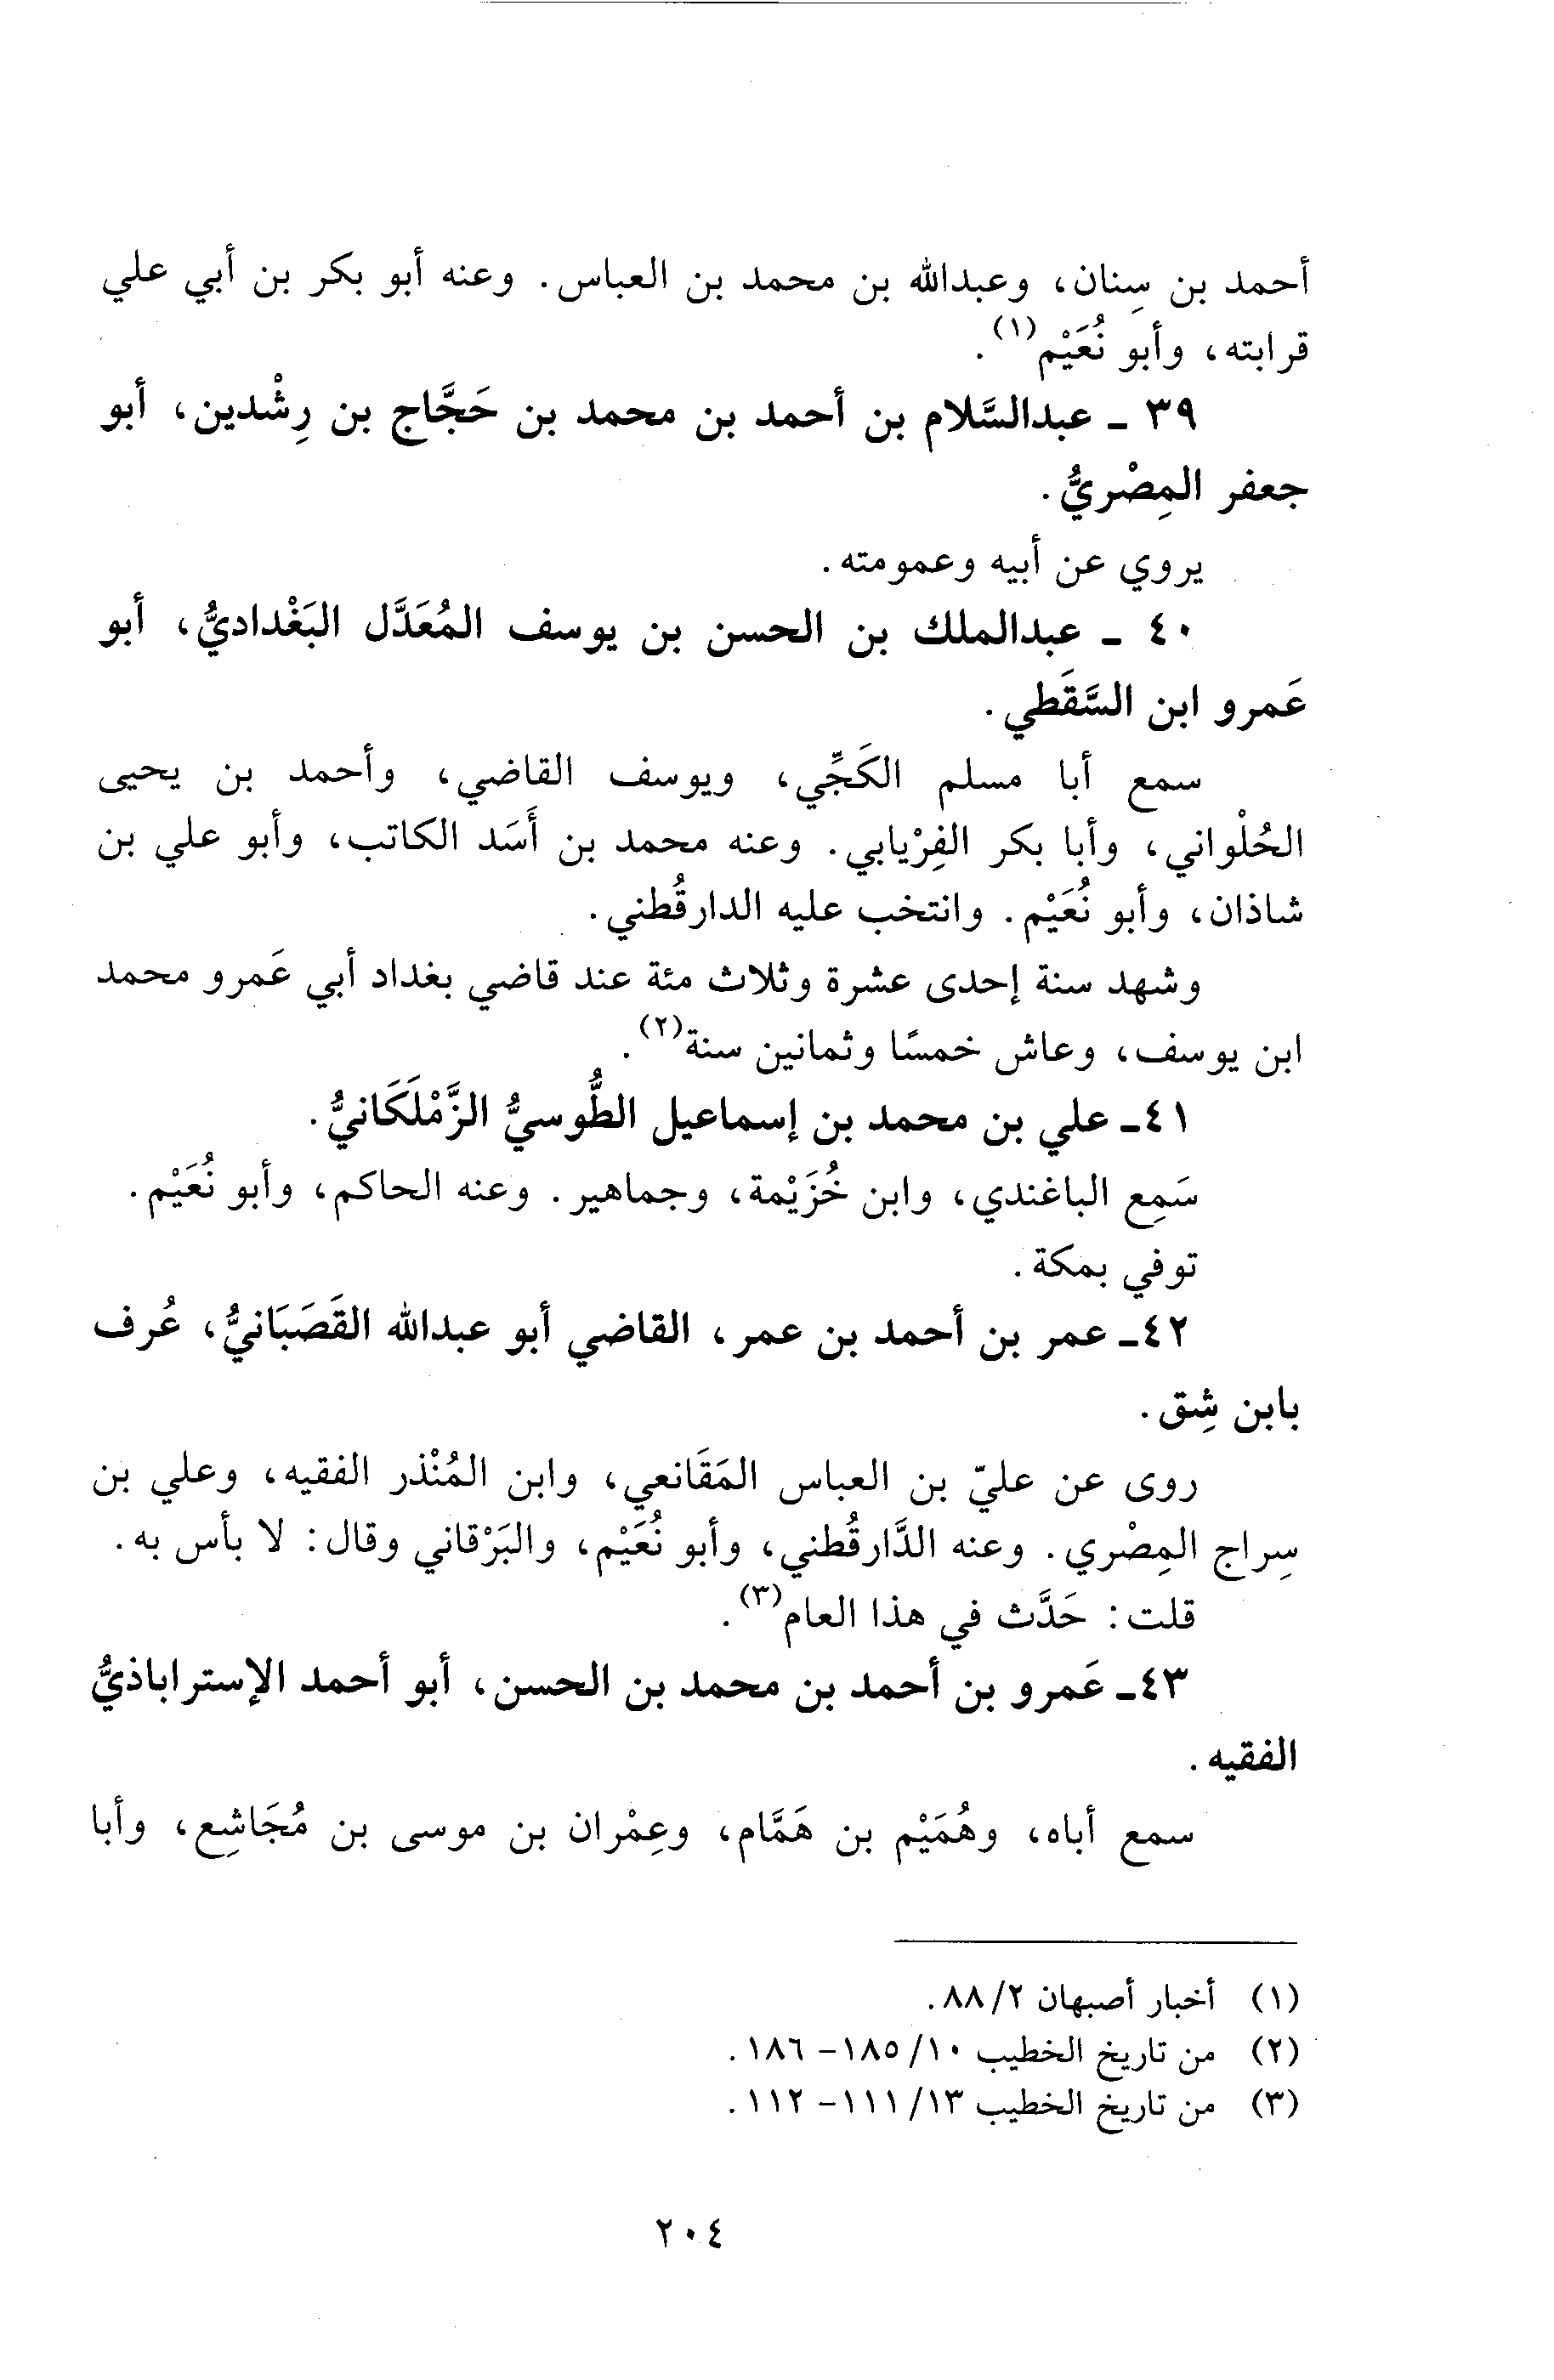 أحمد بن سِنان، وعبدالله بن محمد بن العباس. وعنه أبو بكر بن أبي علي
قرابته، وأبو نُعَيْم(١).
٣٩ ـ عبدالسَّلام بن أحمد بن محمد بن حَجَّاج بن رِشْدين، أبو
جعفر المِصْريُّ.
يروي عن أبيه وعمومته.
٤٠ ـ عبدالملك بن الحسن بن يوسف المُعَدَّل البَغْداديُّ، أبو
عَمرو ابن السَّقَطي.
سمع أبا مسلم الكَجِّي، ويوسف القاضي، وأحمد بن يحيى
الحُلْواني، وأبا بكر الفِرْيابي. وعنه محمد بن أَسَد الكاتب، وأبو علي بن
شاذان، وأبو نُعَيْم. وانتخب عليه الدارقُطني.
وشهد سنة إحدى عشرة وثلاث مئة عند قاضي بغداد أبي عَمرو محمد
ابن يوسف، وعاش خمسًا وثمانين سنة(٢).
٤١ـ علي بن محمد بن إسماعيل الطُّوسيُّ الزَّمْلَكَانيُّ.
سَمِع الباغندي، وابن خُزَيْمة، وجماهير. وعنه الحاكم، وأبو نُعَيْم.
توفي بمكة.
٤٢ـ عمر بن أحمد بن عمر، القاضي أبو عبدالله القَصَبَانيُّ، عُرف
بابن شِق.
روى عن عليّ بن العباس المَقَانعي، وابن المُنْذر الفقيه، وعلي بن
سِراج المِصْري. وعنه الدَّارقُطني، وأبو نُعَيْم، والبَرْقاني وقال: لا بأس به.
قلت: حَدَّث في هذا العام(٣).
٤٣ـ عَمرو بن أحمد بن محمد بن الحسن، أبو أحمد الإستراباذيُّ
الفقيه.
سمع أباه، وهُمَيْم بن هَمَّام، وعِمْران بن موسى بن مُجَاشِع، وأبا
(١) أخبار أصبهان ٢/ ٨٨.
(٢) من تاريخ الخطيب ١٠/ ١٨٥- ١٨٦.
(٣) من تاريخ الخطيب ١٣/ ١١١- ١١٢.
٢٠٤